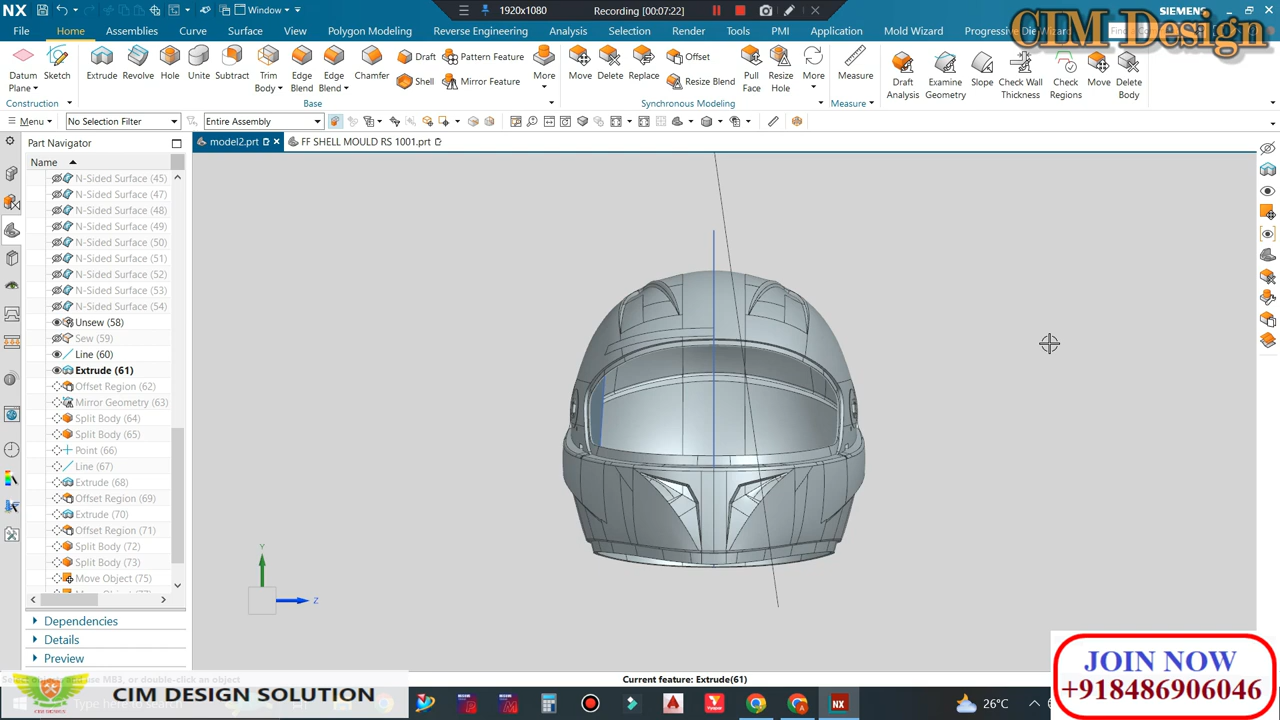 NX
Window
1920x1080
Recording [00:07:22]
SIEMENS
CIM Design
File
Home
Assemblies
Curve
Surface
View
Polygon Modeling
Reverse Engineering
Analysis
Selection
Render
Tools
PMI
Application
Mold Wizard
Progressive Die Wizard
Datum Plane
Sketch
Extrude
Revolve
Hole
Unite
Subtract
Trim Body
Edge Blend
Edge Blend
Chamfer
Draft
Shell
Pattern Feature
Mirror Feature
More
Move
Delete
Replace
Offset
Resize Blend
Pull Face
Resize Hole
More
Measure
Draft Analysis
Examine Geometry
Slope
Check Wall Thickness
Check Regions
Move
Delete Body
Construction
Base
Synchronous Modeling
Measure
Menu
No Selection Filter
Entire Assembly
Part Navigator
model2.prt
FF SHELL MOULD RS 1001.prt
Name
N-Sided Surface (45)
N-Sided Surface (47)
N-Sided Surface (48)
N-Sided Surface (49)
N-Sided Surface (50)
N-Sided Surface (51)
N-Sided Surface (52)
N-Sided Surface (53)
N-Sided Surface (54)
Unsew (58)
Sew (59)
Line (60)
Extrude (61)
Offset Region (62)
Mirror Geometry (63)
Split Body (64)
Split Body (65)
Point (66)
Line (67)
Extrude (68)
Offset Region (69)
Extrude (70)
Offset Region (71)
Split Body (72)
Split Body (73)
Move Object (75)
Y
Z
Dependencies
Details
Preview
Current feature: Extrude(61)
CIM DESIGN SOLUTION
JOIN NOW
+918486906046
26°C
NX